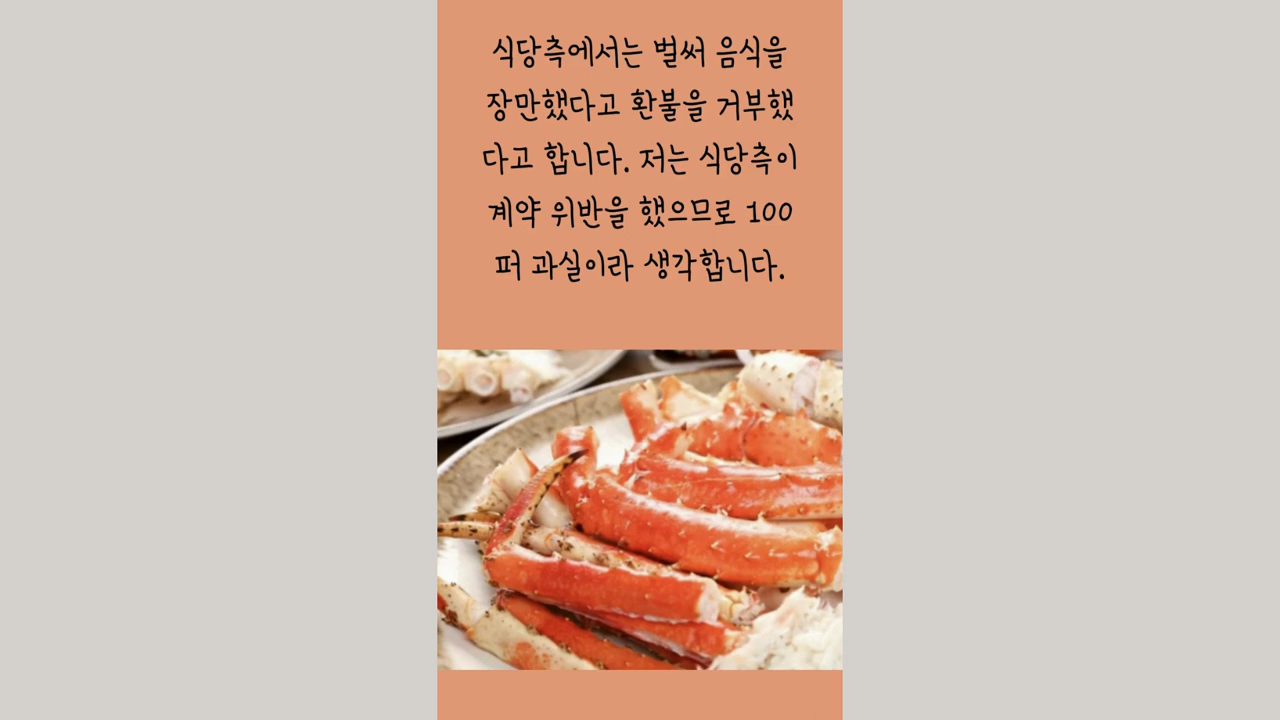 식당측에서는 벌써 음식을
장만했다고 환불을 거부했
다고 합니다. 저는 식당측이
계약 위반을 했으므로 100
퍼 과실이라 생각합니다.